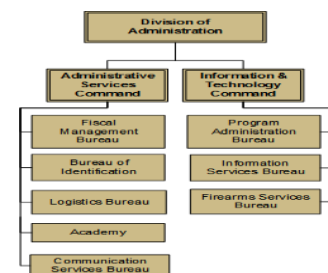 Division of
Administration
Administrative
Services
Command
Information &
Technology
Command
Fiscal
Management
Bureau
Program
Administration
Bureau
Bureau of
Identification
Information
Services Bureau
Logistics Bureau
Firearms Services
Bureau
Academy
Communication
Services Bureau